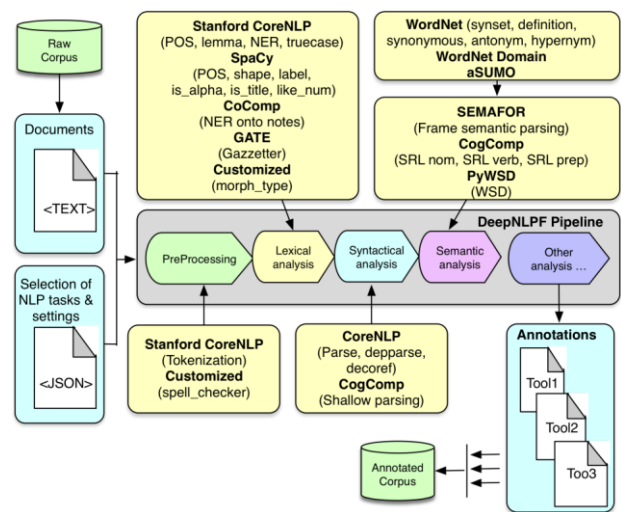 Raw
Corpus
Documents
<TEXT>
Selection of
NLP tasks &
settings
<JSON>
Stanford CoreNLP
(POS, lemma, NER, truecase)
SpaCy
(POS, shape, label,
is_alpha, is_title, like_num)
CoComp
(NER onto notes)
GATE
(Gazzetter)
Customized
(morph_type)
WordNet (synset, definition,
synonymous, antonym, hypernym)
WordNet Domain
aSUMO
SEMAFOR
(Frame semantic parsing)
CogComp
(SRL nom, SRL verb, SRL prep)
PyWSD
(WSD)
DeepNLPF Pipeline
PreProcessing
Lexical
analysis
Syntactical
analysis
Semantic
analysis
Other
analysis ...
Stanford CoreNLP
(Tokenization)
Customized
(spell_checker)
CoreNLP
(Parse, depparse,
decoref)
CogComp
(Shallow parsing)
Annotations
Tool1
Tool2
Too3
Annotated
Corpus